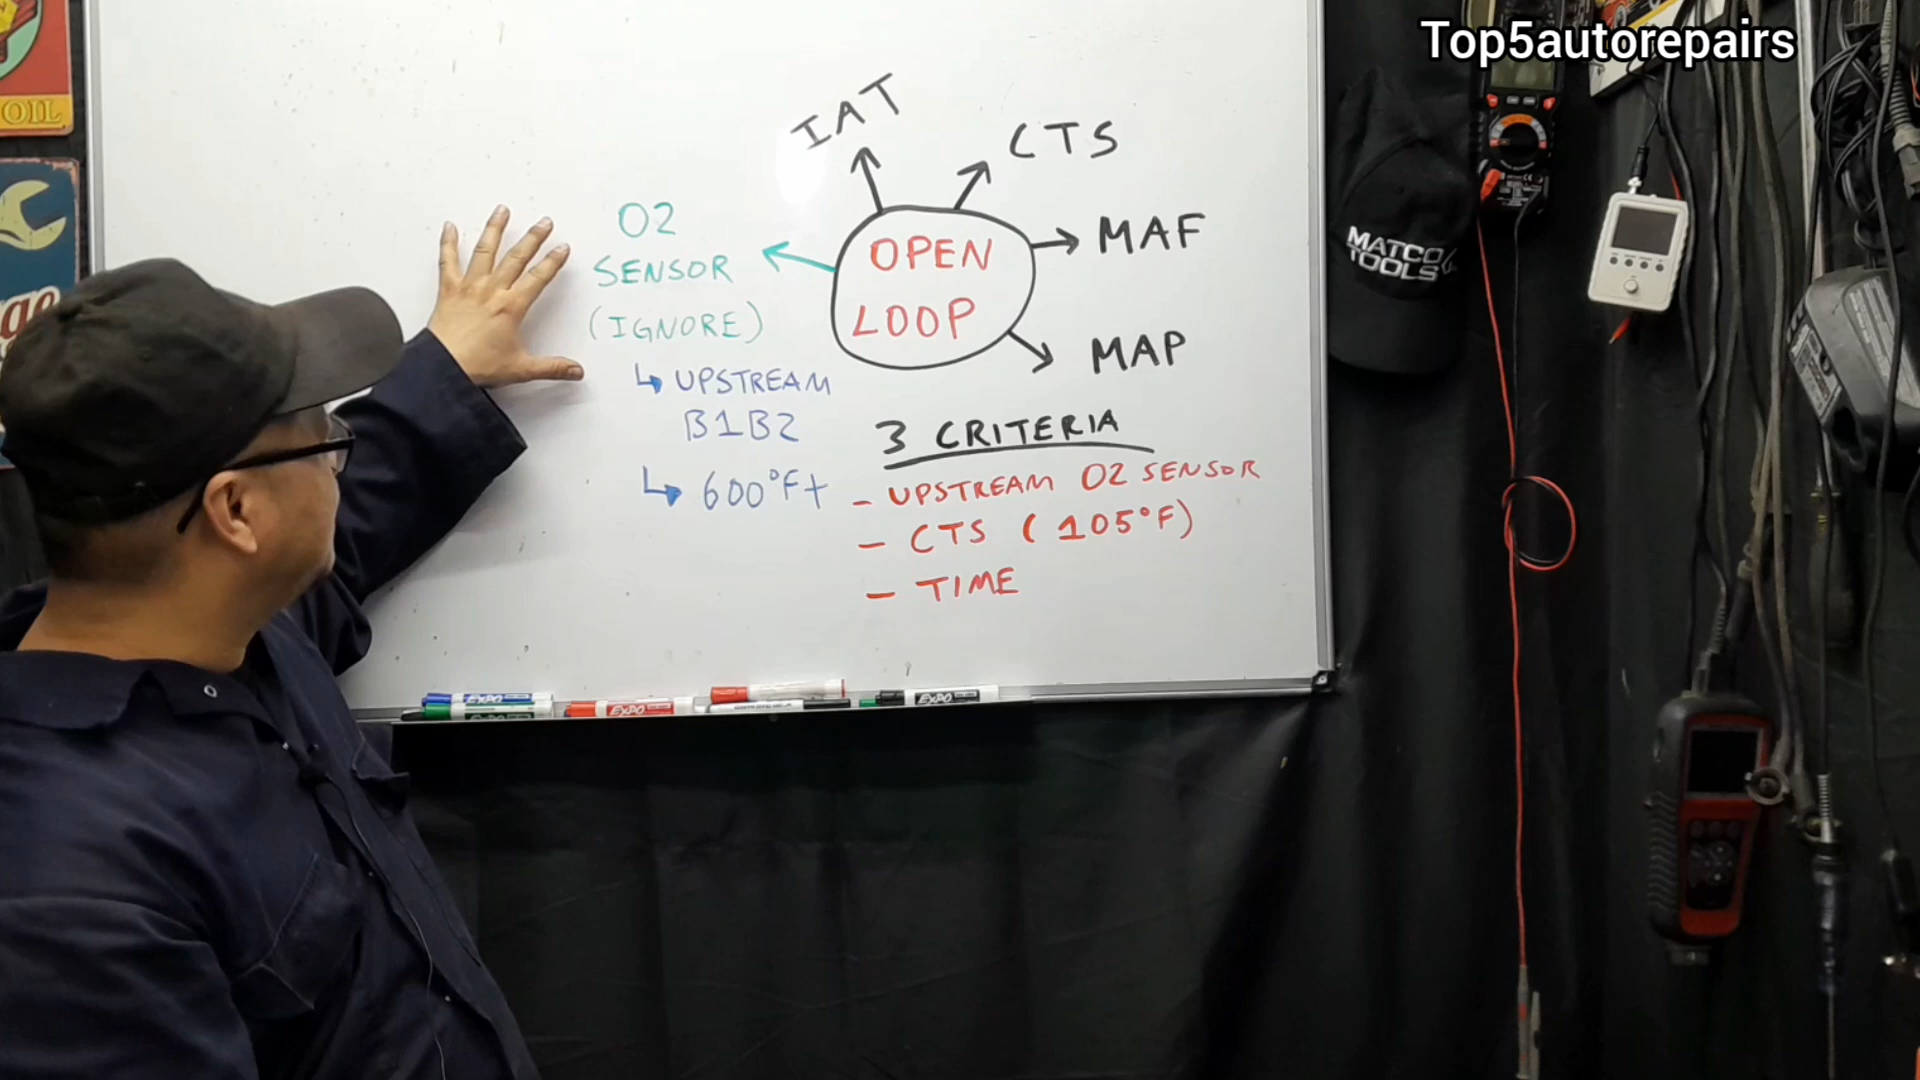 Top5autorepairs
OIL
IAT
CTS
O2
SENSOR
(IGNORE)
OPEN
LOOP
MAF
MAP
↳ UPSTREAM
B1B2
↳ 600°F+
3 CRITERIA
- UPSTREAM O2 SENSOR
- CTS (105°F)
- TIME
MATCO
TOOLS
EXPO
EXPO
EXPO